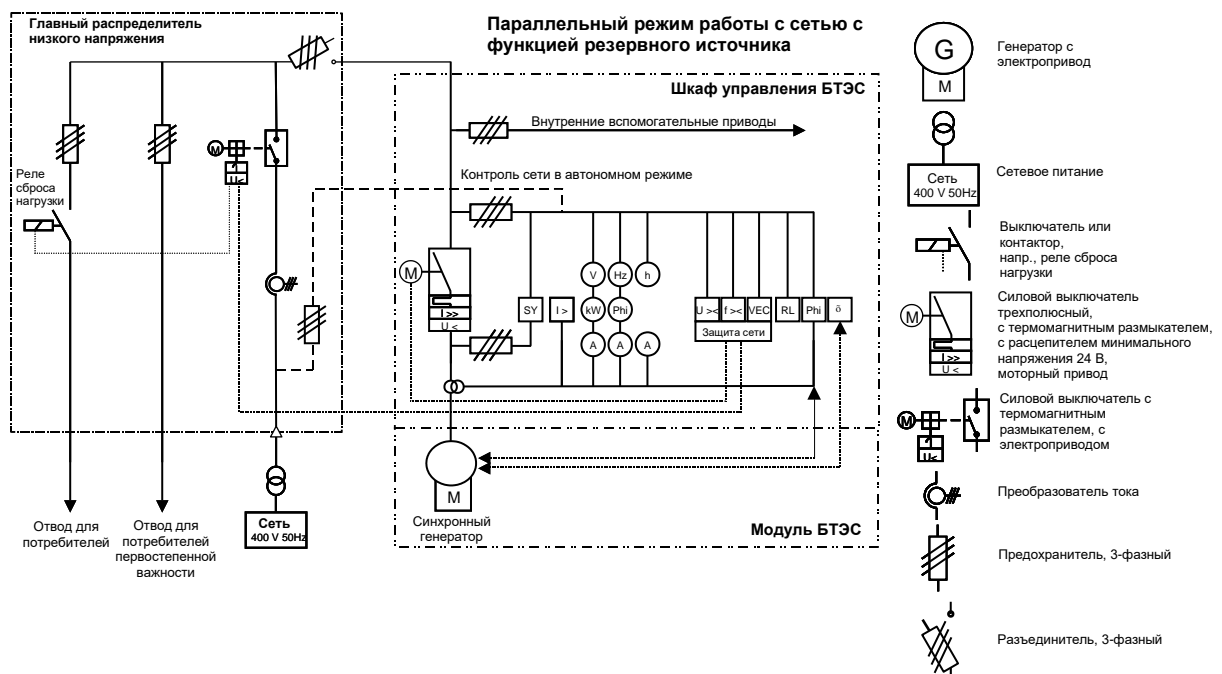 Главный распределитель
низкого напряжения
Параллельный режим работы с сетью с
функцией резервного источника
Шкаф управления БТЭС
Внутренние вспомогательные приводы
Контроль сети в автономном режиме
Реле
сброса
нагрузки
M
U<
M
I >>
U <
SY
I >
V
Hz
h
kW
Phi
A
A
A
U ><
f ><
VEC
RL
Phi
Защита сети
M
Синхронный
генератор
Модуль БТЭС
Сеть
400 V 50Hz
Отвод для
потребителей
Отвод для
потребителей
первостепенной
важности
G
M
Генератор с
электропривод
Сеть
400 V 50Hz
Сетевое питание
Выключатель или
контактор,
напр., реле сброса
нагрузки
M
I >>
U <
Силовой выключатель
трехполюсный,
с термомагнитным размыкателем,
с расцепителем минимального
напряжения 24 В,
моторный привод
M
U<
Силовой выключатель с
термомагнитным
размыкателем, с
электроприводом
Преобразователь тока
Предохранитель, 3-фазный
Разъединитель, 3-фазный